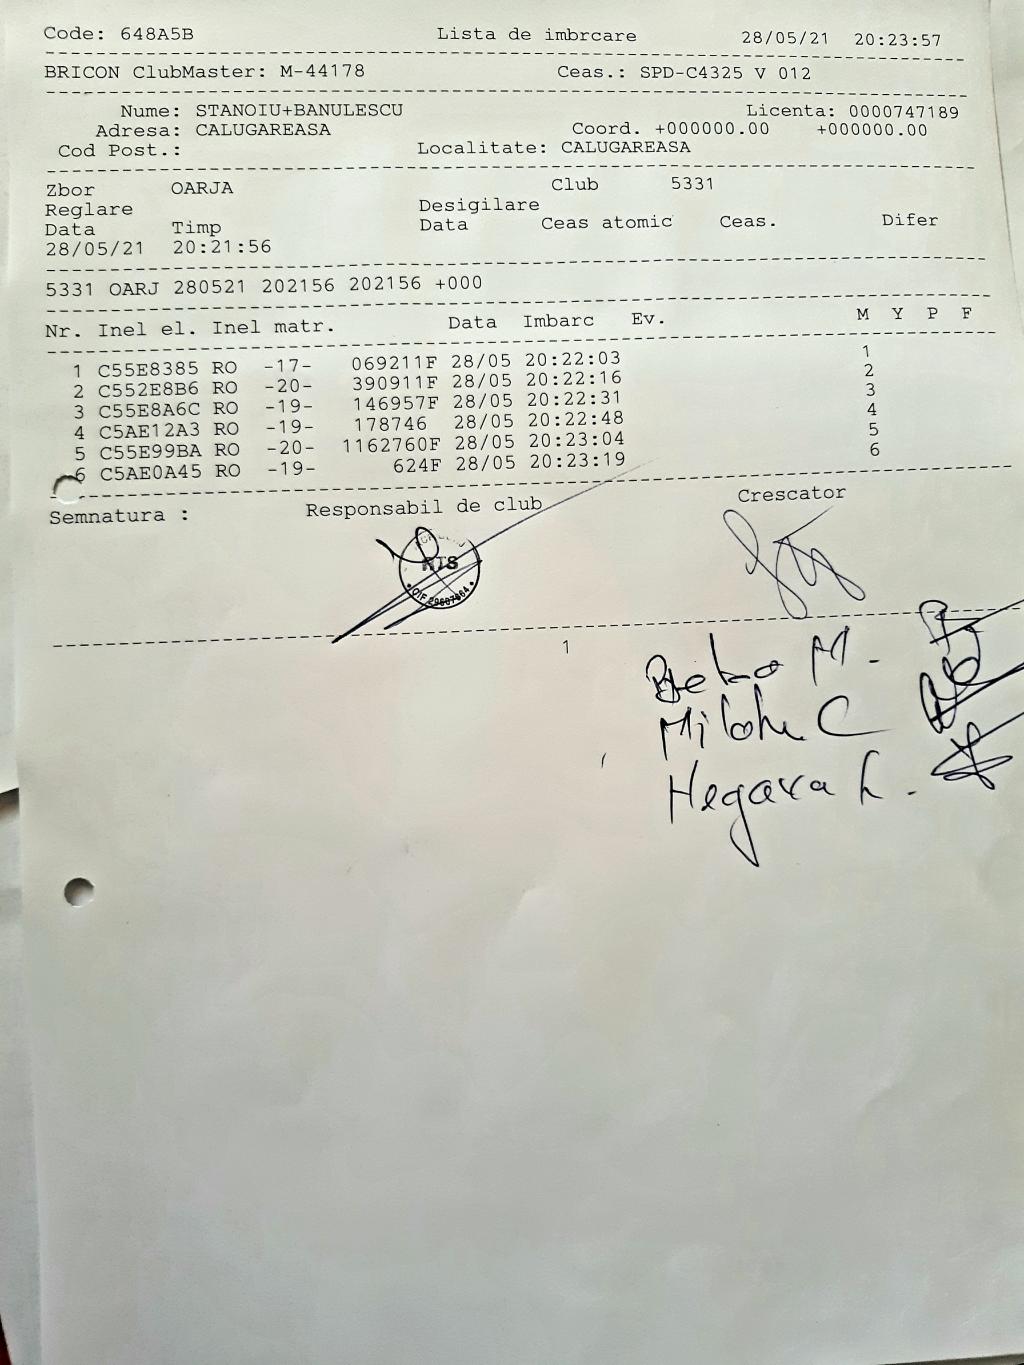 Code: 648A5B Lista de imbrcare 28/05/21 20:23:57
BRICON ClubMaster: M-44178 Ceas.: SPD-C4325 V 012
Nume: STANOIU+BANULESCU Licenta: 0000747189
Adresa: CALUGAREASA Coord. +000000.00 +000000.00
Cod Post.: Localitate: CALUGAREASA
Zbor OARJA Club 5331
Reglare Desigilare
Data Timp Data Ceas atomic Ceas. Difer
28/05/21 20:21:56
5331 OARJ 280521 202156 202156 +000
Nr. Inel el. Inel matr. Data Imbarc Ev. M Y P F
1 C55E8385 RO -17- 069211F 28/05 20:22:03 1
2 C552E8B6 RO -20- 390911F 28/05 20:22:16 2
3 C55E8A6C RO -19- 146957F 28/05 20:22:31 3
4 C5AE12A3 RO -19- 178746 28/05 20:22:48 4
5 C55E99BA RO -20- 1162760F 28/05 20:23:04 5
6 C5AE0A45 RO -19- 624F 28/05 20:23:19 6
Semnatura : Responsabil de club Crescator
1
M.
C
L.